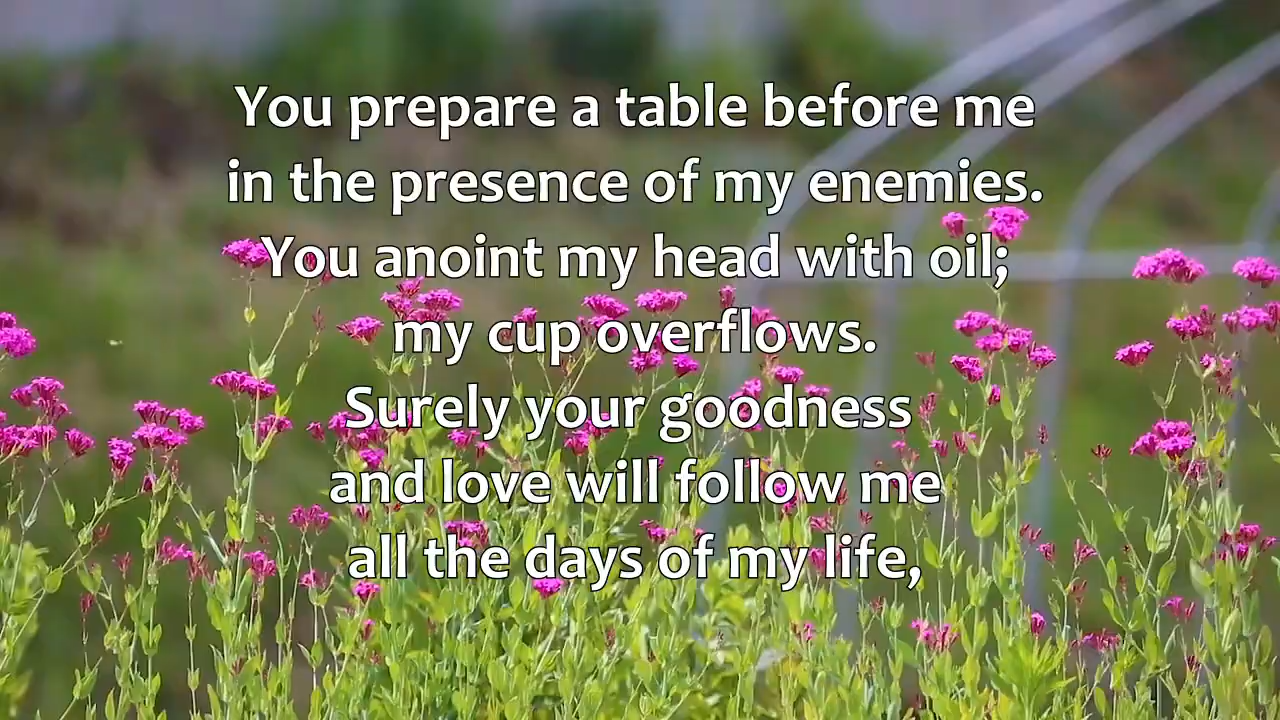 You prepare a table before me
in the presence of my enemies.
You anoint my head with oil;
my cup overflows.
Surely your goodness
and love will follow me
all the days of my life,